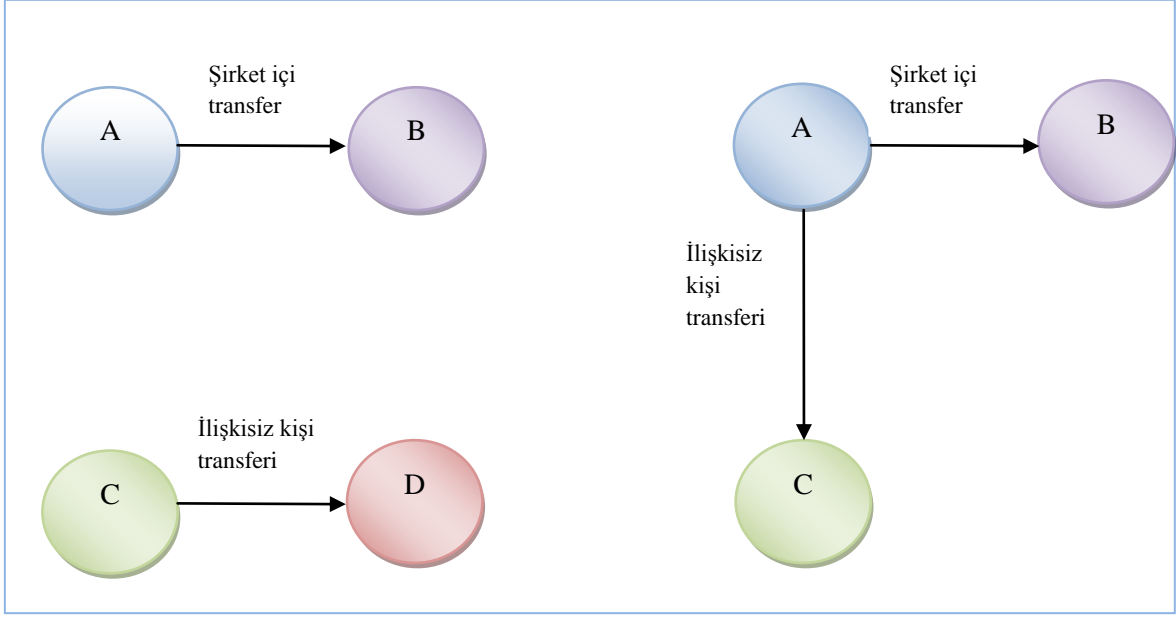 Şirket içi
transfer
A
B
İlişkisiz kişi
transferi
C
D
Şirket içi
transfer
A
B
İlişkisiz
kişi
transferi
C